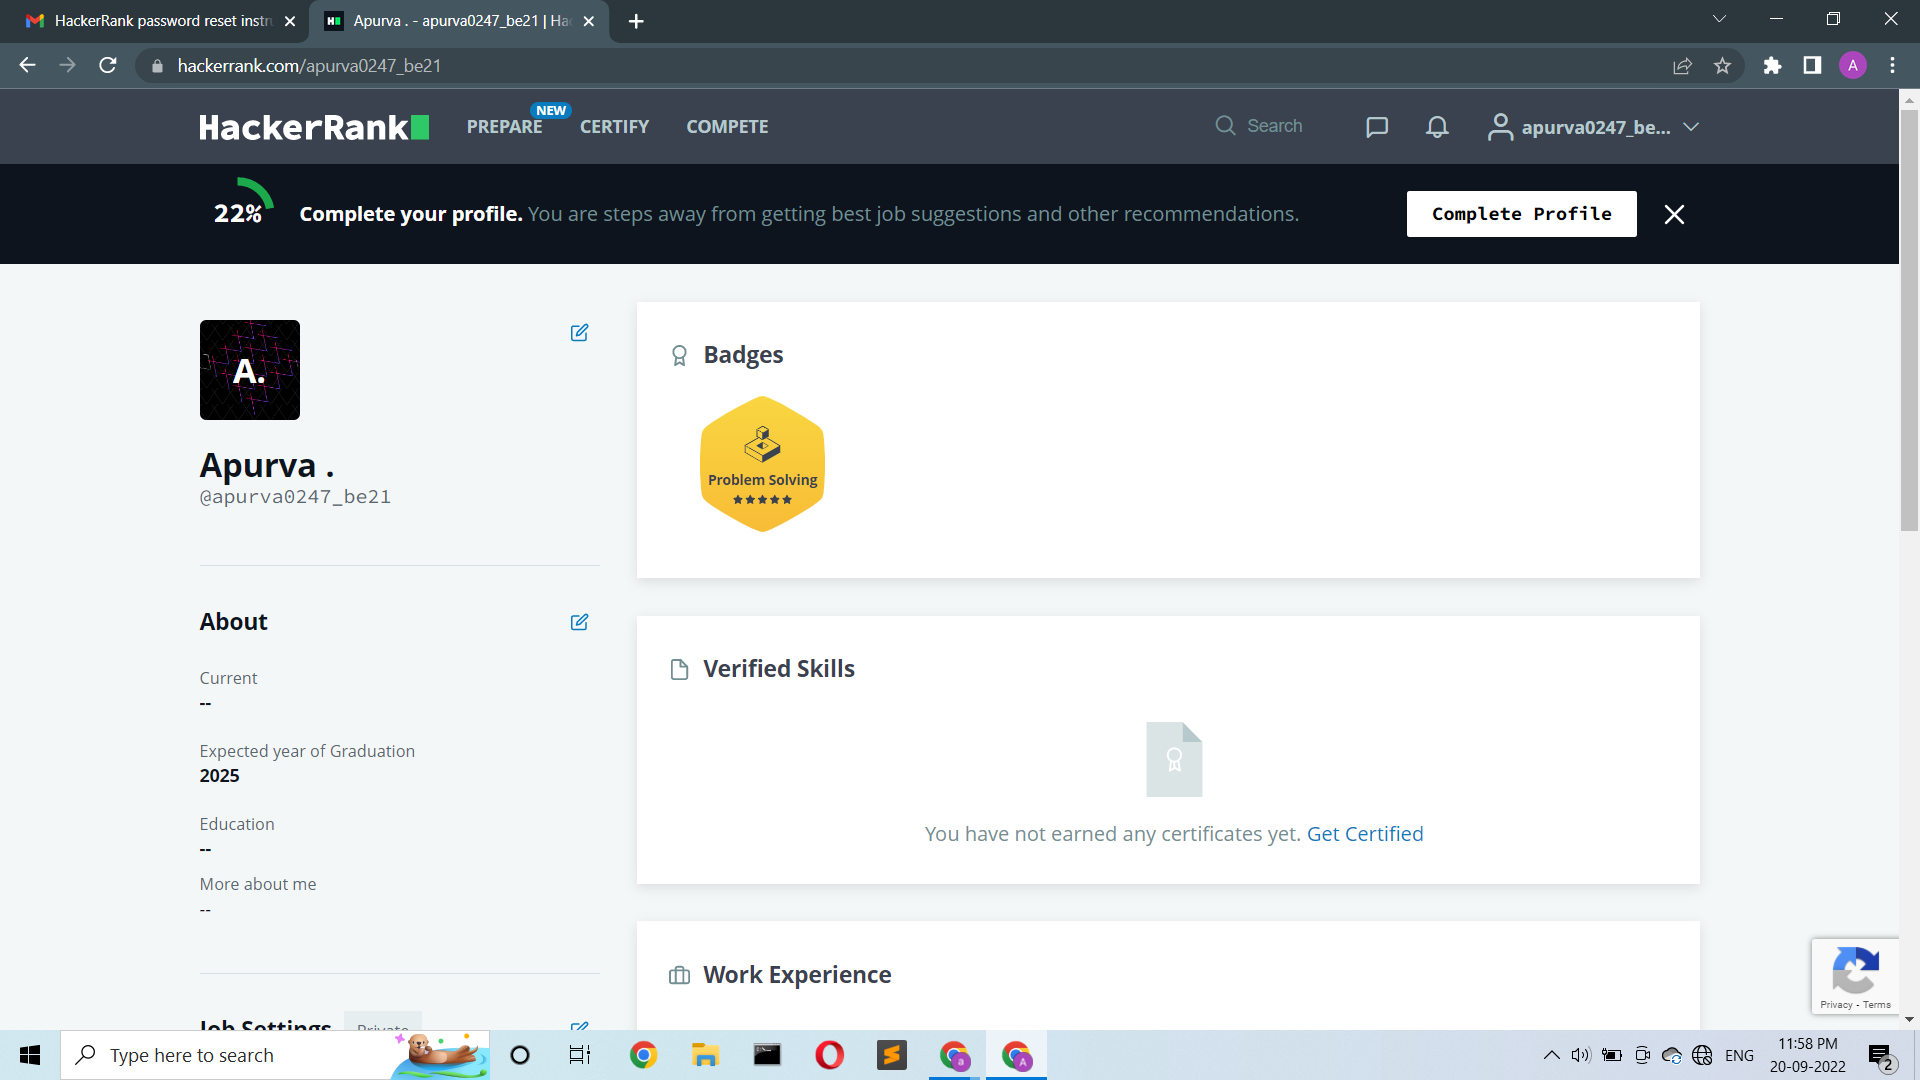 HackerRank password reset instr
Apurva . - apurva0247_be21 | Ha
hackerrank.com/apurva0247_be21
A
HackerRank
PREPARE
NEW
CERTIFY
COMPETE
Search
apurva0247_be...
22%
Complete your profile. You are steps away from getting best job suggestions and other recommendations.
Complete Profile
A.
Apurva .
@apurva0247_be21
About
Current
--
Expected year of Graduation
2025
Education
--
More about me
--
Job Settings
Private
Badges
Problem Solving
Verified Skills
You have not earned any certificates yet. Get Certified
Work Experience
Privacy - Terms
Type here to search
a
A
ENG
11:58 PM
20-09-2022
2